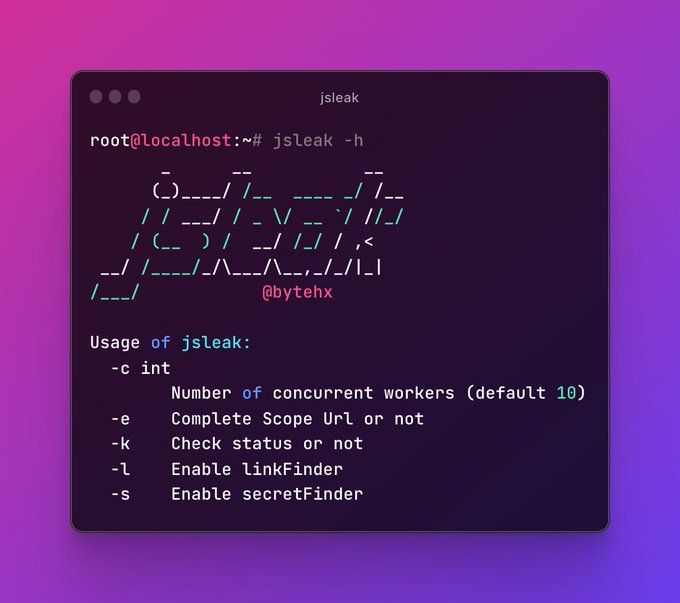 jsleak
root@localhost:~# jsleak -h
       _      __           __
      (_)____/ /__  ____ _/ /__
     / / ___/ / _ \/ __ `/ //_/
    / (__  ) /  __/ /_/ / ,<
 __/ /____/_/\___/\__,_/_/|_|
/___/
@bytehx
Usage of jsleak:
-c int
Number of concurrent workers (default 10)
-e    Complete Scope Url or not
-k    Check status or not
-l    Enable linkFinder
-s    Enable secretFinder